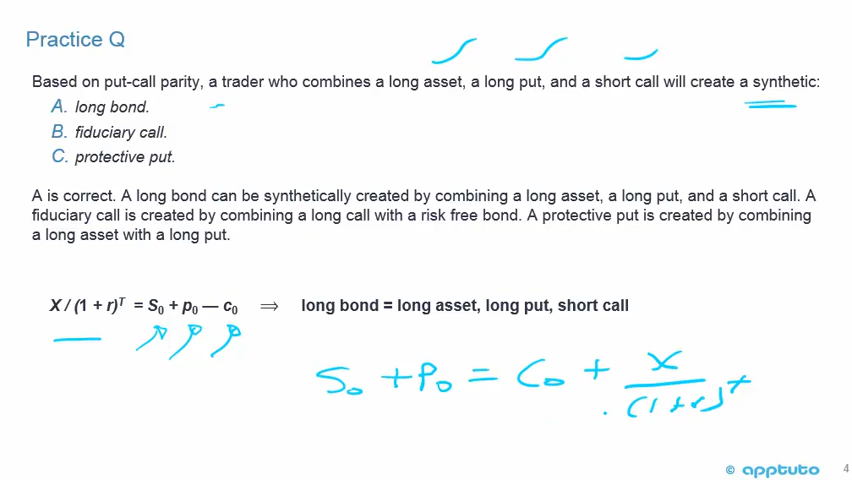 Practice Q
Based on put-call parity, a trader who combines a long asset, a long put, and a short call will create a synthetic:
A. long bond.
B. fiduciary call.
C. protective put.
A is correct. A long bond can be synthetically created by combining a long asset, a long put, and a short call. A
fiduciary call is created by combining a long call with a risk free bond. A protective put is created by combining
a long asset with a long put.
X / (1 + r)^T = S₀ + p₀ — c₀ ⟹ long bond = long asset, long put, short call
S₀ + P₀ = C₀ + X / (1+r)^T
© apptuto 4